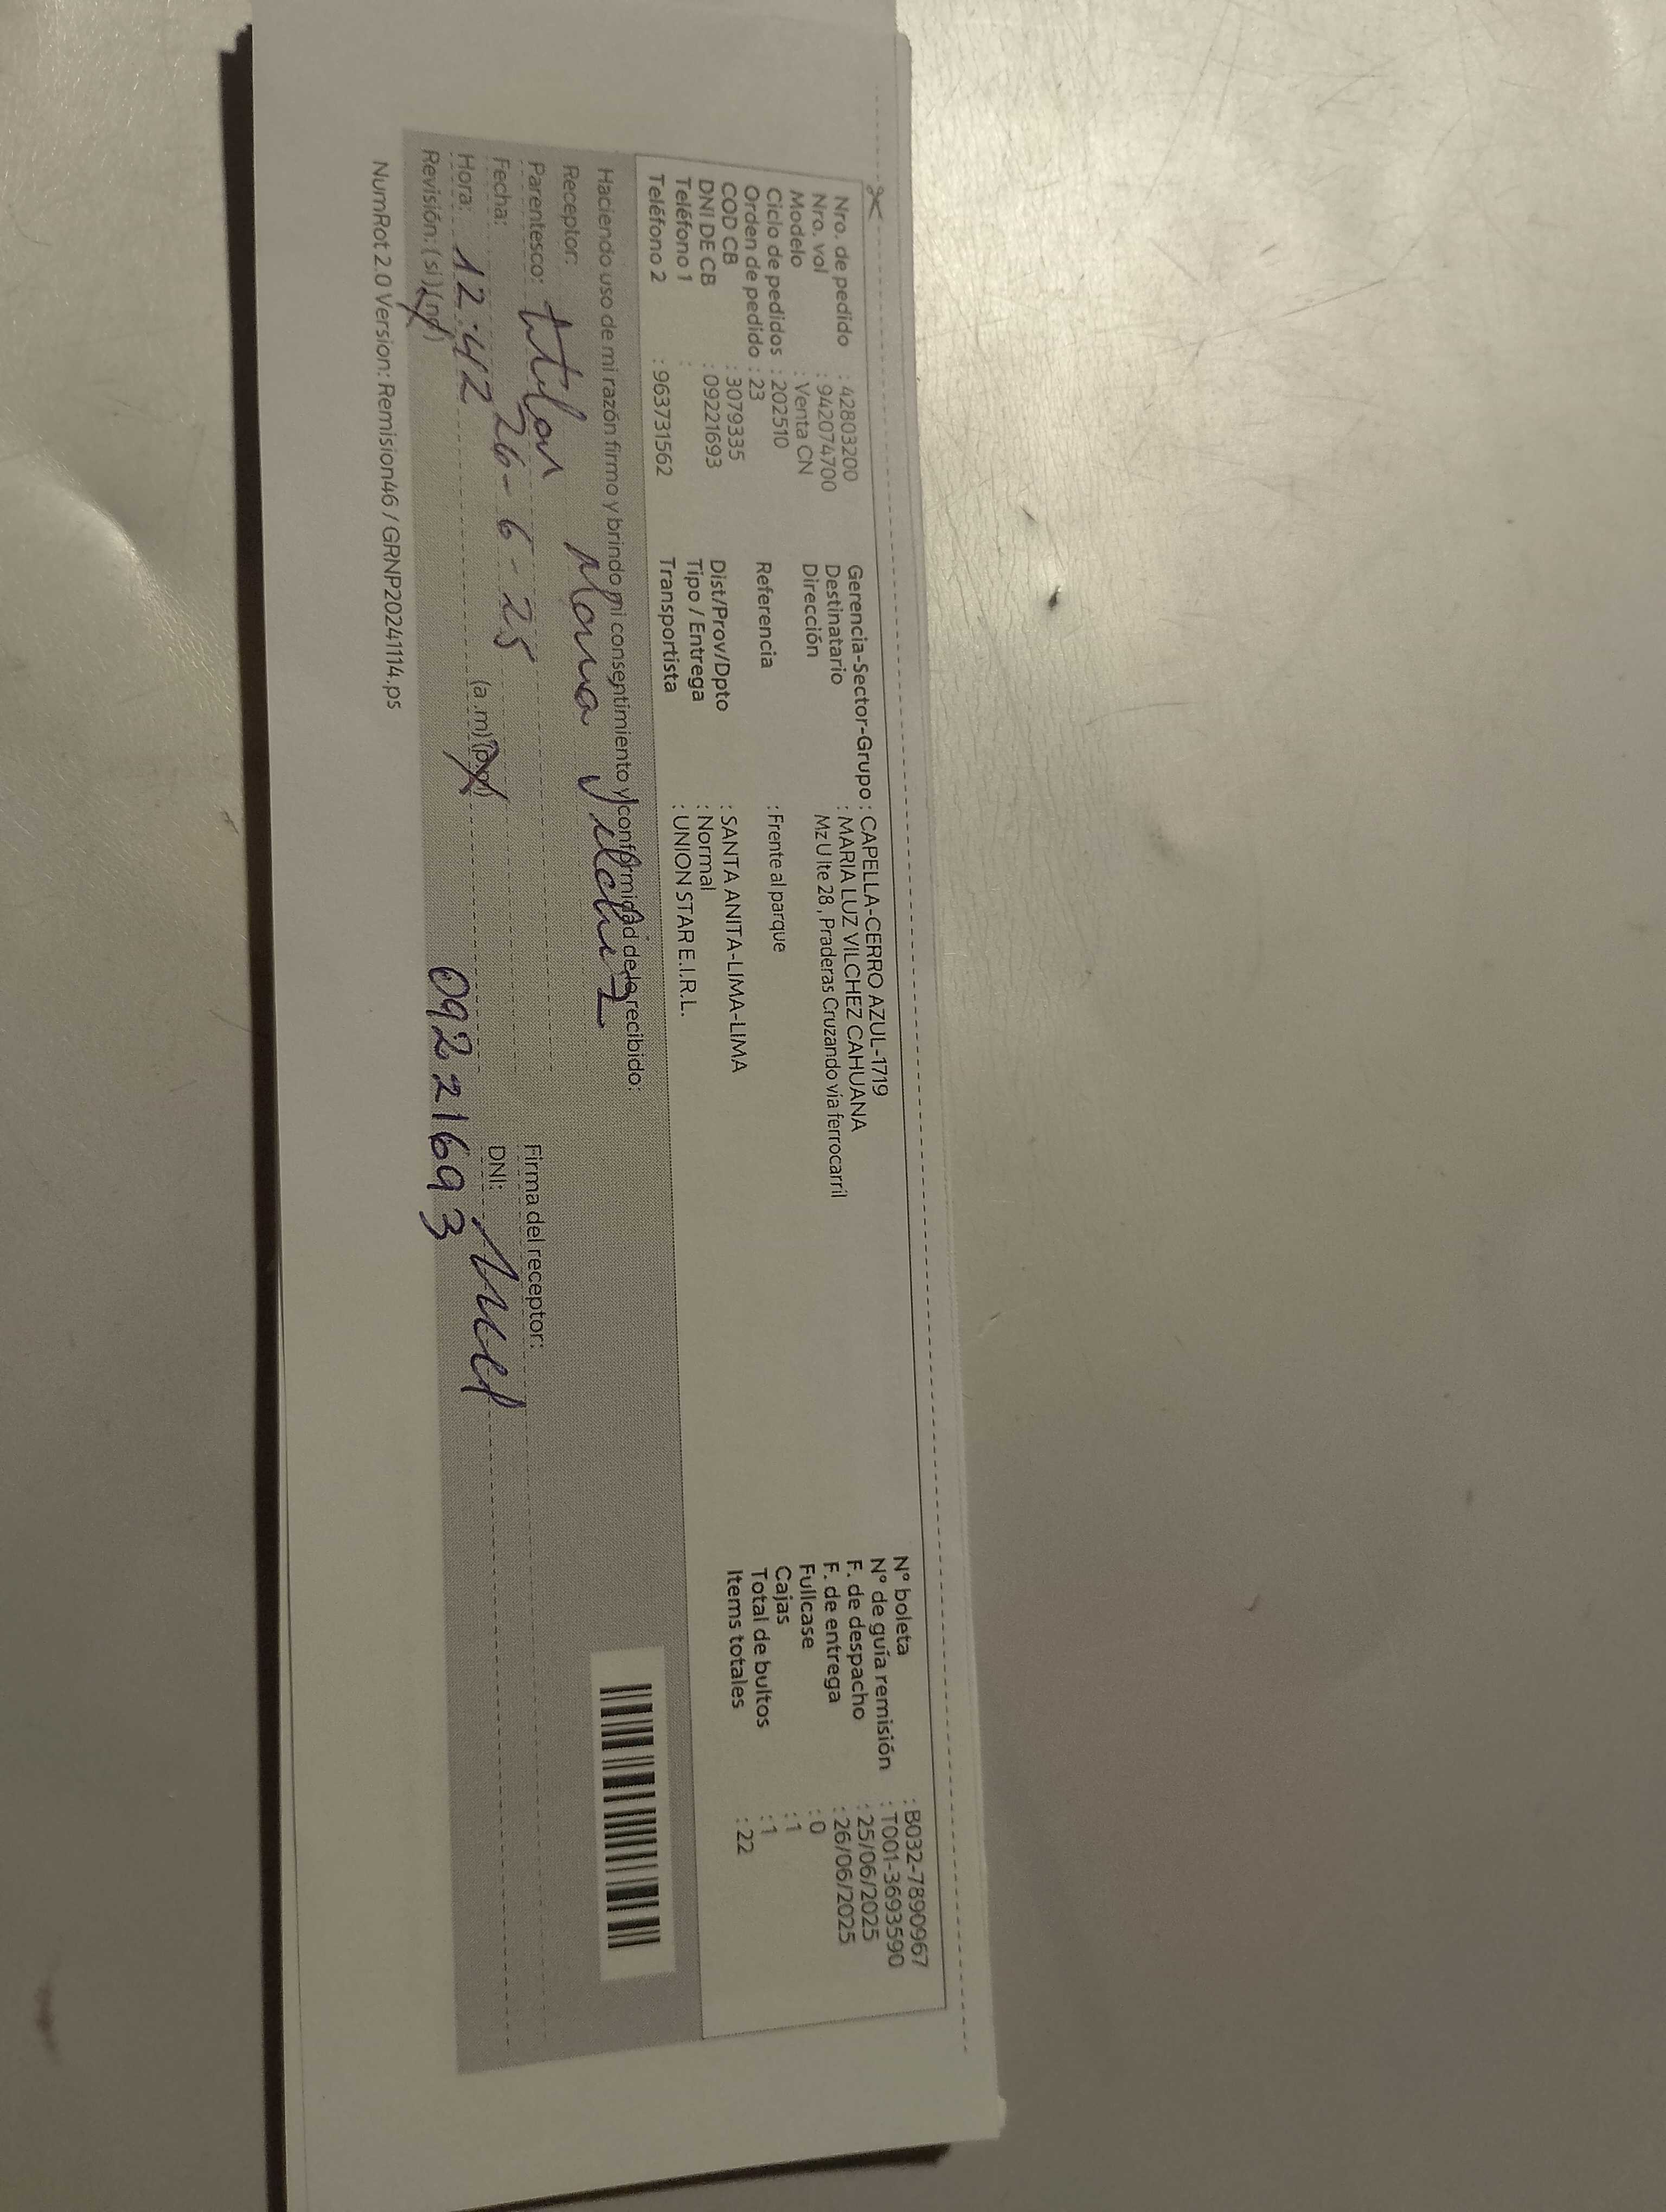 Nro. de pedido : 42803200
Nro. vol : 942074700
Modelo : Venta CN
Ciclo de pedidos : 202510
Orden de pedido : 23
COD CB : 3079335
DNI DE CB : 09221693
Teléfono 1 :
Teléfono 2 : 963731562
Gerencia-Sector-Grupo : CAPELLA-CERRO AZUL-1719
Destinatario : MARIA LUZ VILCHEZ CAHUANA
Dirección : Mz U lte 28 , Praderas Cruzando via ferrocarril
Referencia : Frente al parque
Dist/Prov/Dpto : SANTA ANITA-LIMA-LIMA
Tipo / Entrega : Normal
Transportista : UNION STAR E.I.R.L.
N° boleta : B032-7890967
N° de guía remisión : T001-3693590
F. de despacho : 25/06/2025
F. de entrega : 26/06/2025
Fullcase : 0
Cajas : 1
Total de bultos : 1
Items totales : 22
Haciendo uso de mi razón firmo y brindo mi consentimiento y conformidad de lo recibido:
Receptor: Maria Vilchez
Parentesco: titular
Fecha: 26-6-25
Hora: 12:42 (a.m) (p.m)
Revisión: (si) (no)
Firma del receptor:
DNI: 09221693
NumRot 2.0 Version: Remision46 / GRNP20241114.ps